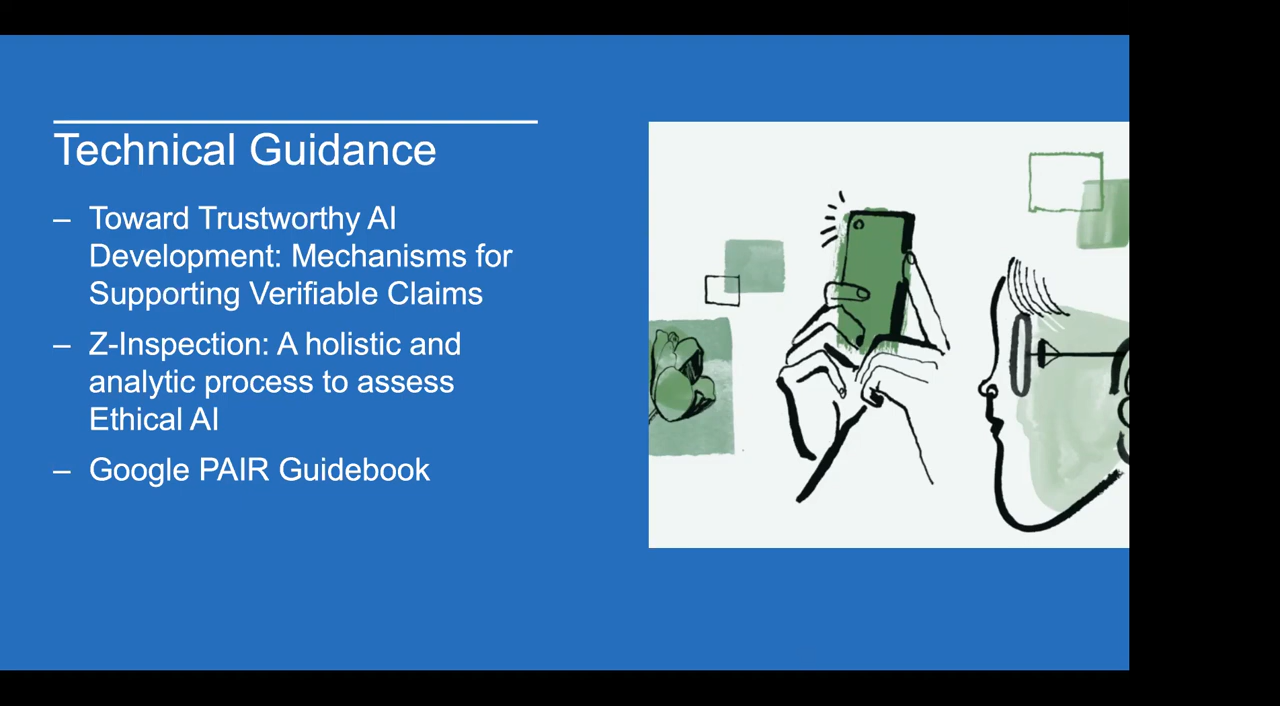 Technical Guidance
– Toward Trustworthy AI
Development: Mechanisms for
Supporting Verifiable Claims
– Z-Inspection: A holistic and
analytic process to assess
Ethical AI
– Google PAIR Guidebook